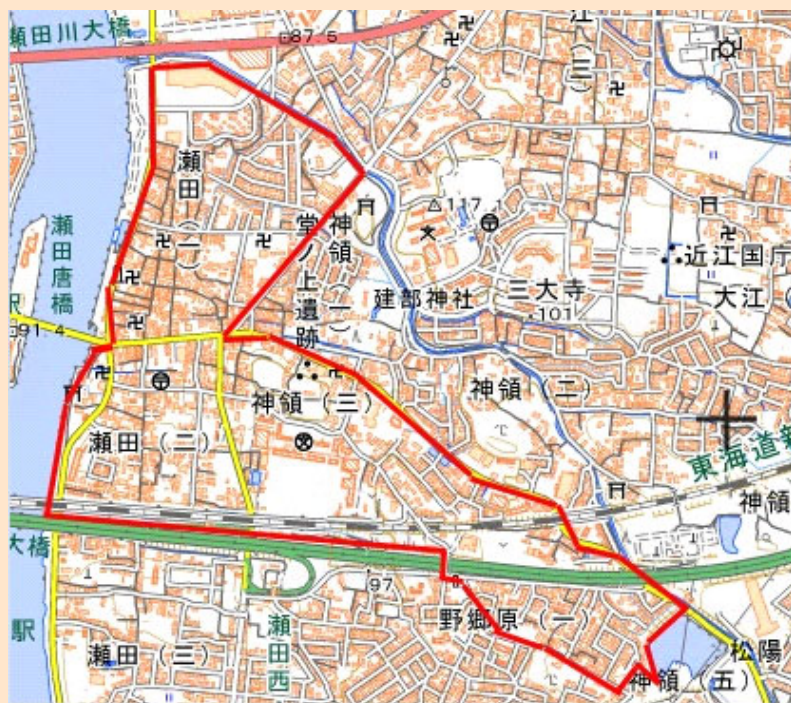 瀬田川大橋
87.5
江(三)
瀬田(一)
瀬田唐橋
神領(一)
堂ノ上遺跡
117.1
建部神社
三大寺
101
近江国庁
大江(
駅
91.4
神領(三)
神領(二)
瀬田(二)
東海道新
神領
大橋
97
野郷原(一)
駅
瀬田(三)
瀬田西
松陽
神領(五)